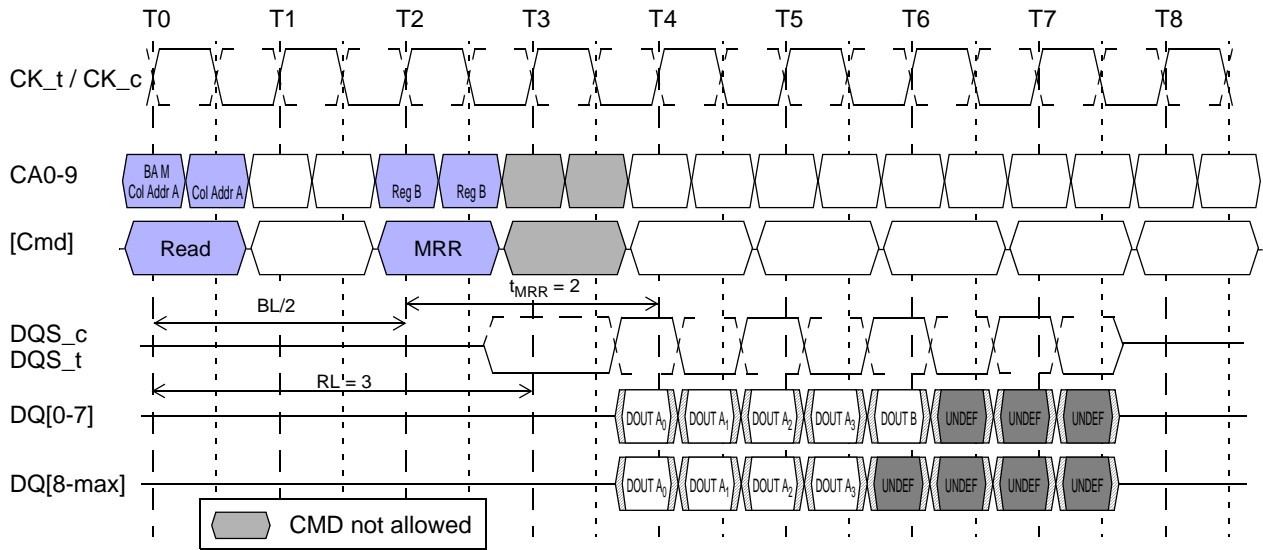 T0 T1 T2 T3 T4 T5 T6 T7 T8
CK_t / CK_c
CA0-9
BA M
Col Addr A
Col Addr A
Reg B
Reg B
[Cmd]
Read
MRR
tMRR = 2
BL/2
DQS_c
DQS_t
RL = 3
DQ[0-7]
DOUT A0 DOUT A1 DOUT A2 DOUT A3 DOUT B UNDEF UNDEF UNDEF
DQ[8-max]
DOUT A0 DOUT A1 DOUT A2 DOUT A3 UNDEF UNDEF UNDEF UNDEF
CMD not allowed